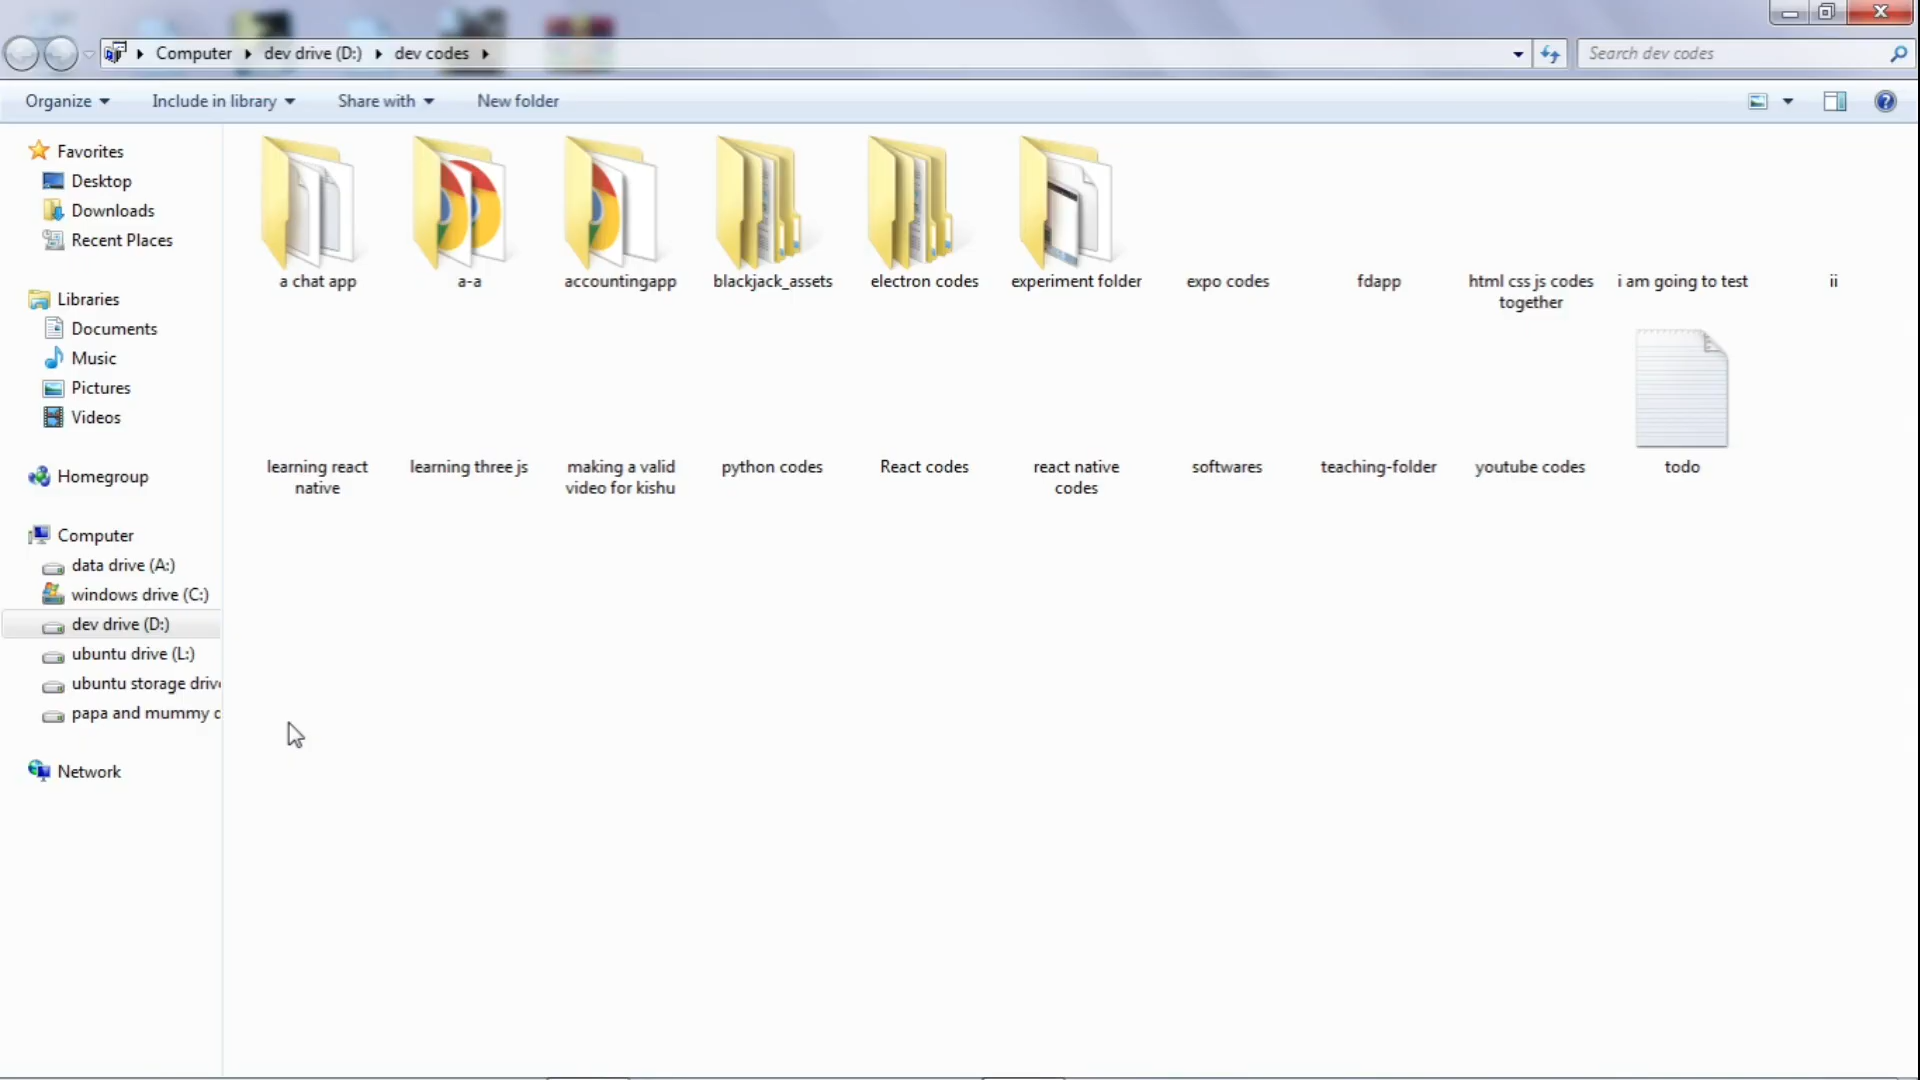 Computer dev drive (D:) dev codes
Search dev codes
Organize Include in library Share with New folder
Favorites
Desktop
Downloads
Recent Places
Libraries
Documents
Music
Pictures
Videos
Homegroup
Computer
data drive (A:)
windows drive (C:)
dev drive (D:)
ubuntu drive (L:)
ubuntu storage driv
papa and mummy c
Network
a chat app
a-a
accountingapp
blackjack_assets
electron codes
experiment folder
expo codes
fdapp
html css js codes
together
i am going to test
ii
learning react
native
learning three js
making a valid
video for kishu
python codes
React codes
react native
codes
softwares
teaching-folder
youtube codes
todo